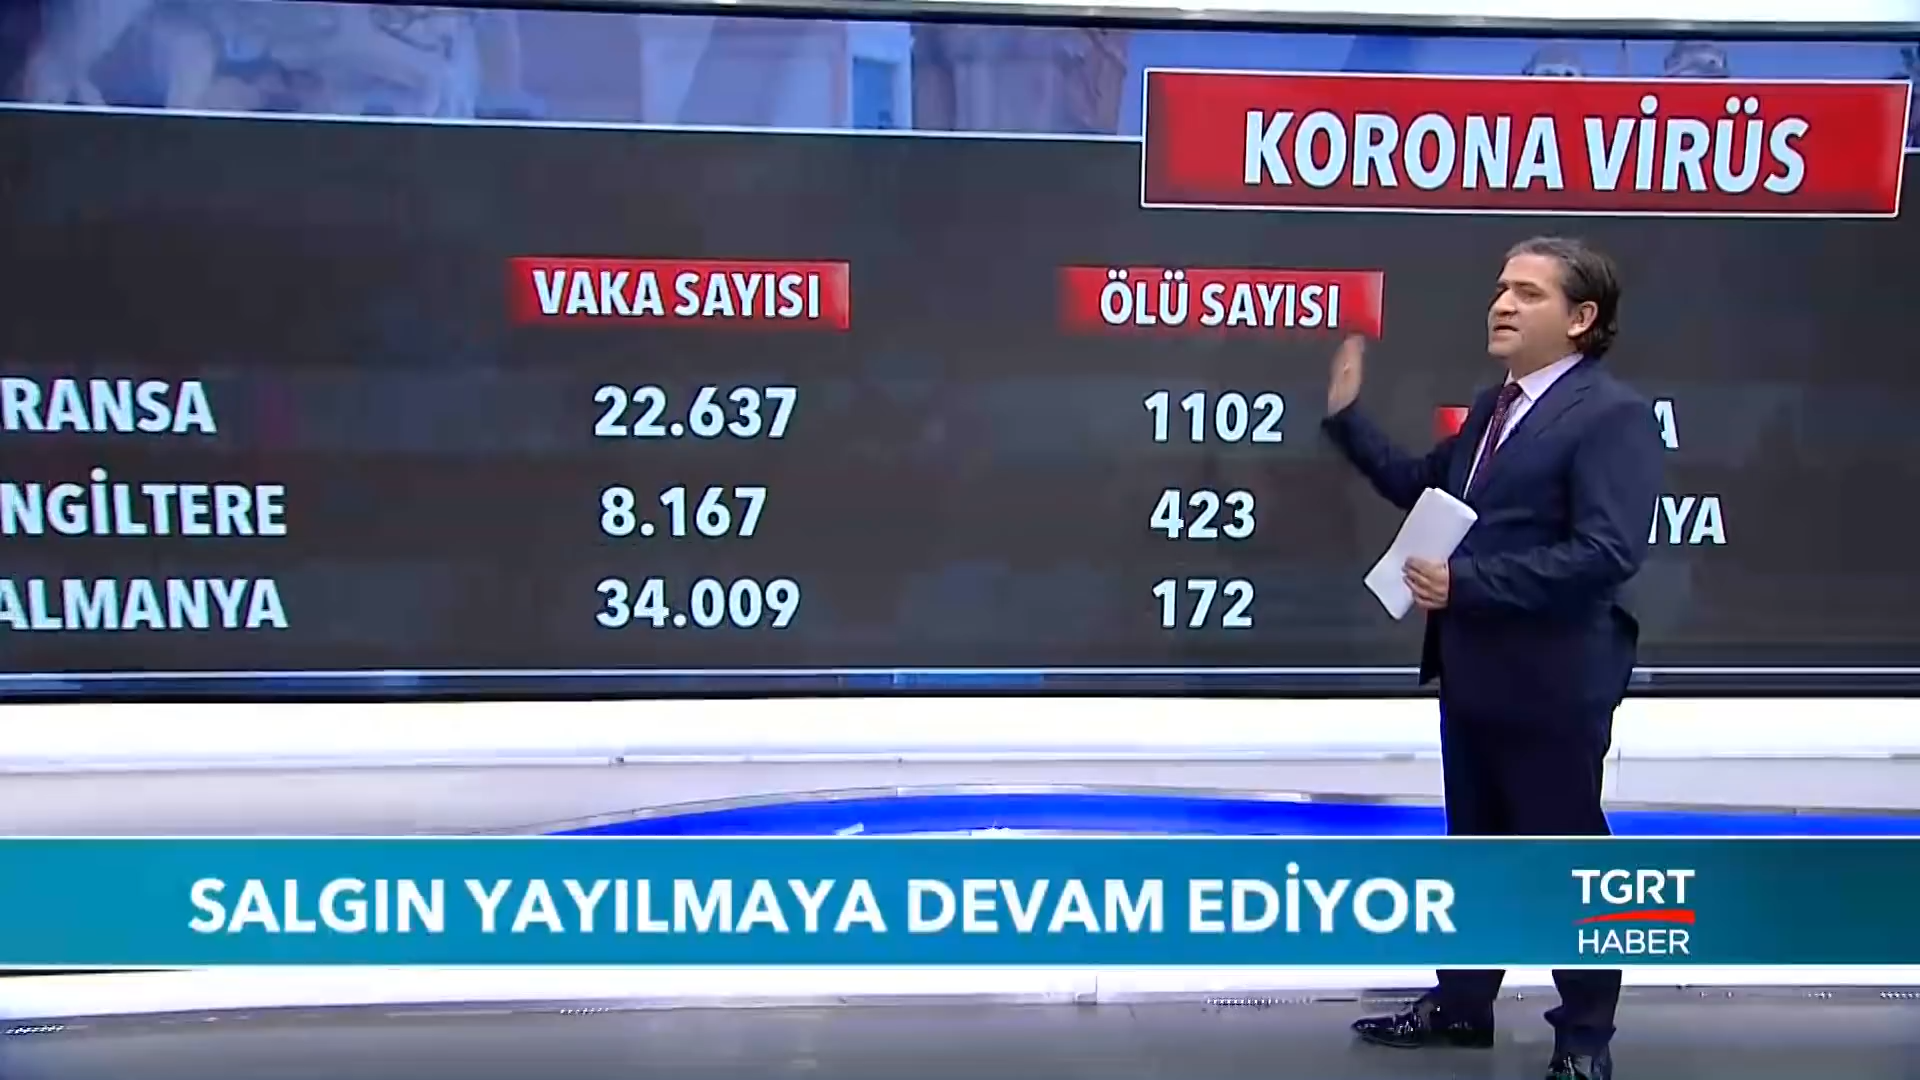 KORONA VİRÜS
VAKA SAYISI ÖLÜ SAYISI
RANSA 22.637 1102
NGİLTERE 8.167 423
ALMANYA 34.009 172
SALGIN YAYILMAYA DEVAM EDİYOR
TGRT
HABER